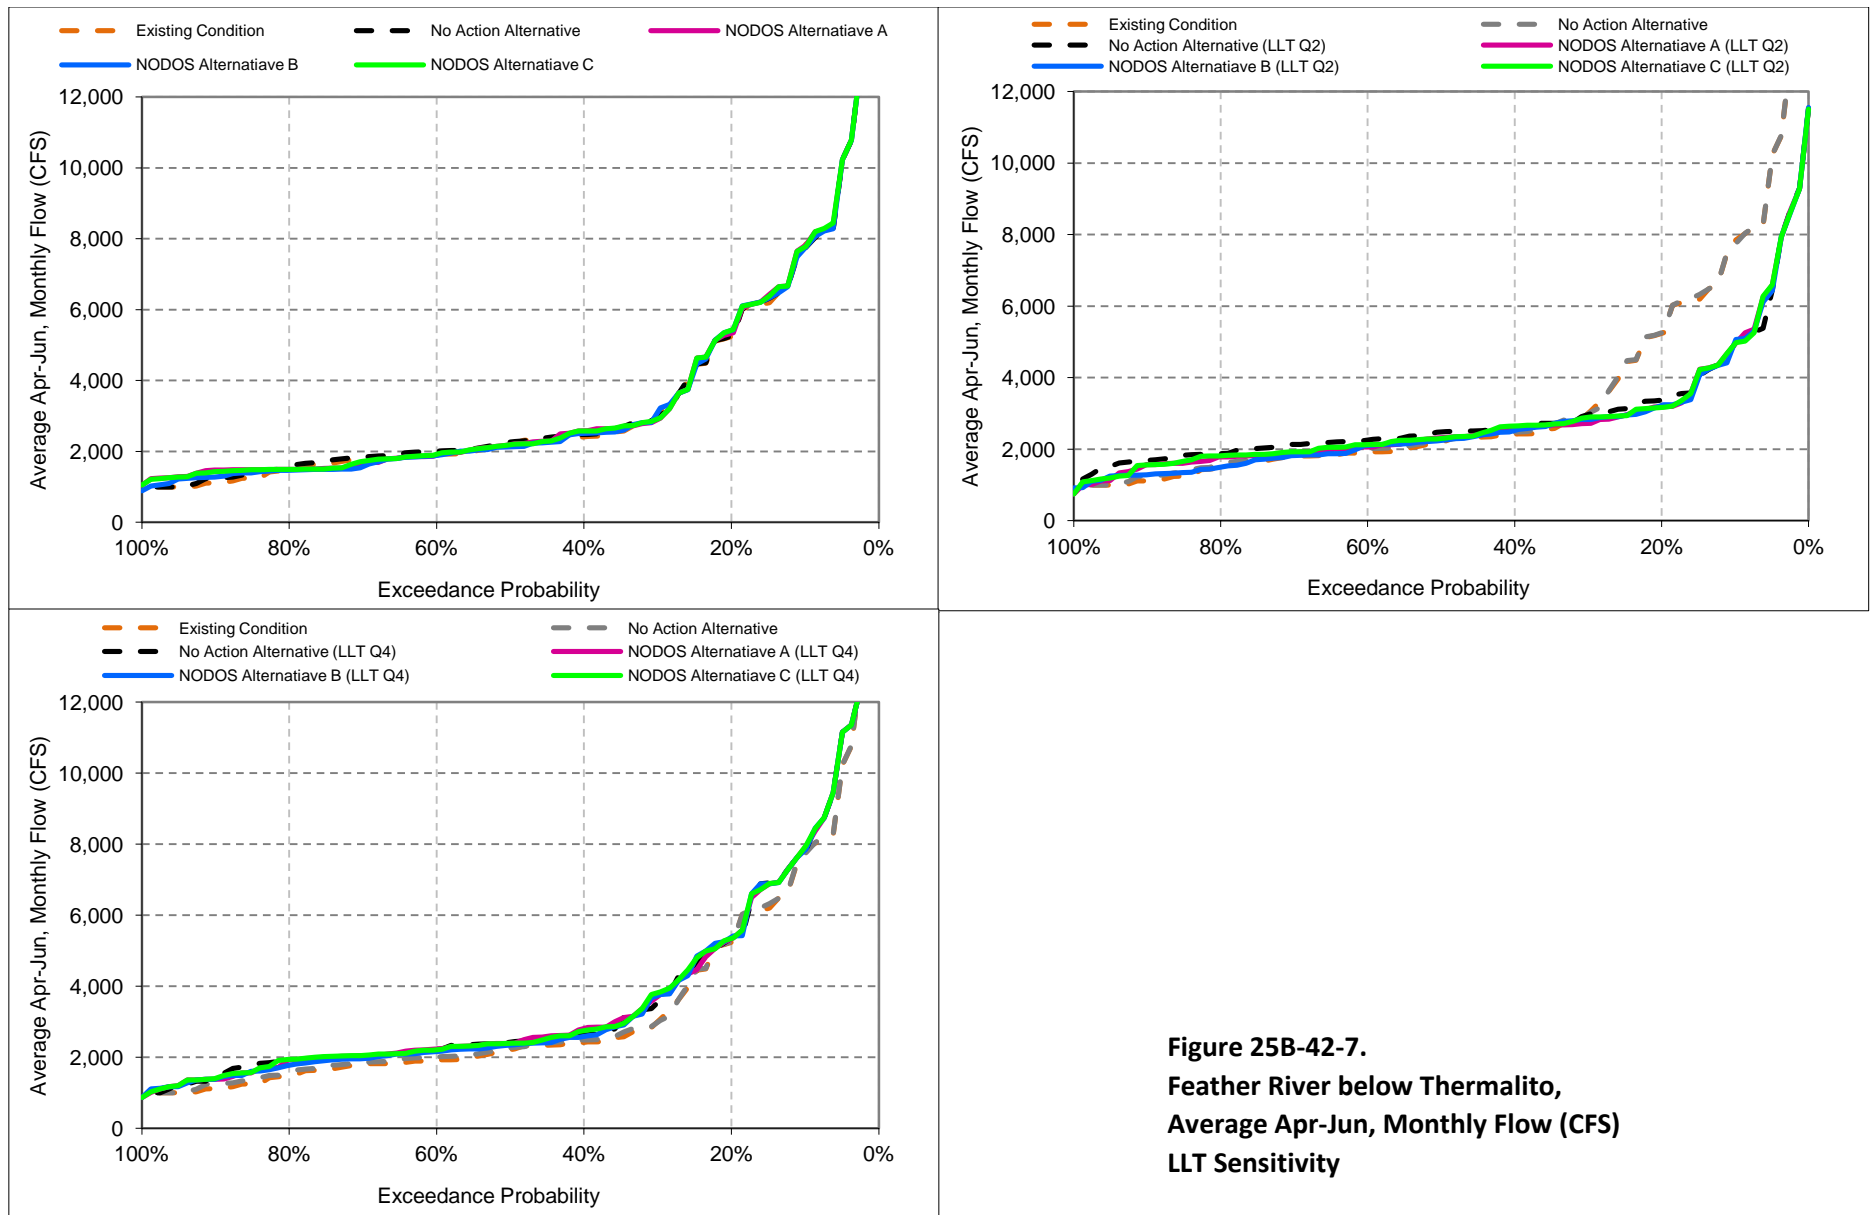 Existing Condition
No Action Alternative
NODOS Alternatiave A
NODOS Alternatiave B
NODOS Alternatiave C
Average Apr-Jun, Monthly Flow (CFS)
12,000
10,000
8,000
6,000
4,000
2,000
0
100% 80% 60% 40% 20% 0%
Exceedance Probability
Existing Condition
No Action Alternative
No Action Alternative (LLT Q2)
NODOS Alternatiave A (LLT Q2)
NODOS Alternatiave B (LLT Q2)
NODOS Alternatiave C (LLT Q2)
Average Apr-Jun, Monthly Flow (CFS)
12,000
10,000
8,000
6,000
4,000
2,000
0
100% 80% 60% 40% 20% 0%
Exceedance Probability
Existing Condition
No Action Alternative
No Action Alternative (LLT Q4)
NODOS Alternatiave A (LLT Q4)
NODOS Alternatiave B (LLT Q4)
NODOS Alternatiave C (LLT Q4)
Average Apr-Jun, Monthly Flow (CFS)
12,000
10,000
8,000
6,000
4,000
2,000
0
100% 80% 60% 40% 20% 0%
Exceedance Probability
Figure 25B-42-7.
Feather River below Thermalito,
Average Apr-Jun, Monthly Flow (CFS)
LLT Sensitivity